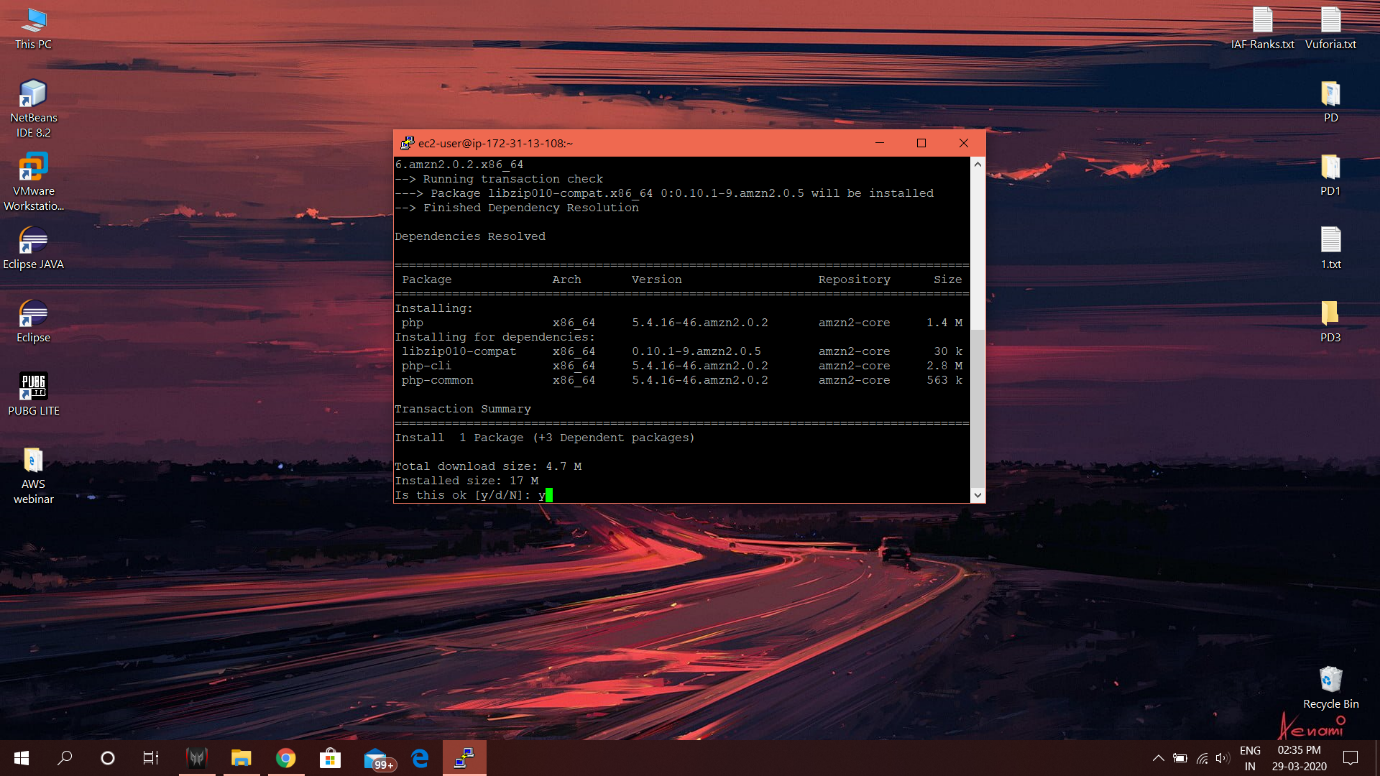 This PC
NetBeans
IDE 8.2
VMware
Workstatio...
Eclipse JAVA
Eclipse
PUBG
LITE
PUBG LITE
AWS
webinar
ec2-user@ip-172-31-13-108:~
6.amzn2.0.2.x86_64
--> Running transaction check
---> Package libzip010-compat.x86_64 0:0.10.1-9.amzn2.0.5 will be installed
--> Finished Dependency Resolution
Dependencies Resolved
================================================================================
Package Arch Version Repository Size
================================================================================
Installing:
php x86_64 5.4.16-46.amzn2.0.2 amzn2-core 1.4 M
Installing for dependencies:
libzip010-compat x86_64 0.10.1-9.amzn2.0.5 amzn2-core 30 k
php-cli x86_64 5.4.16-46.amzn2.0.2 amzn2-core 2.8 M
php-common x86_64 5.4.16-46.amzn2.0.2 amzn2-core 563 k
Transaction Summary
================================================================================
Install 1 Package (+3 Dependent packages)
Total download size: 4.7 M
Installed size: 17 M
Is this ok [y/d/N]: y
IAF Ranks.txt
Vuforia.txt
PD
PD1
1.txt
PD3
Recycle Bin
Aenami
99+
ENG
IN
02:35 PM
29-03-2020